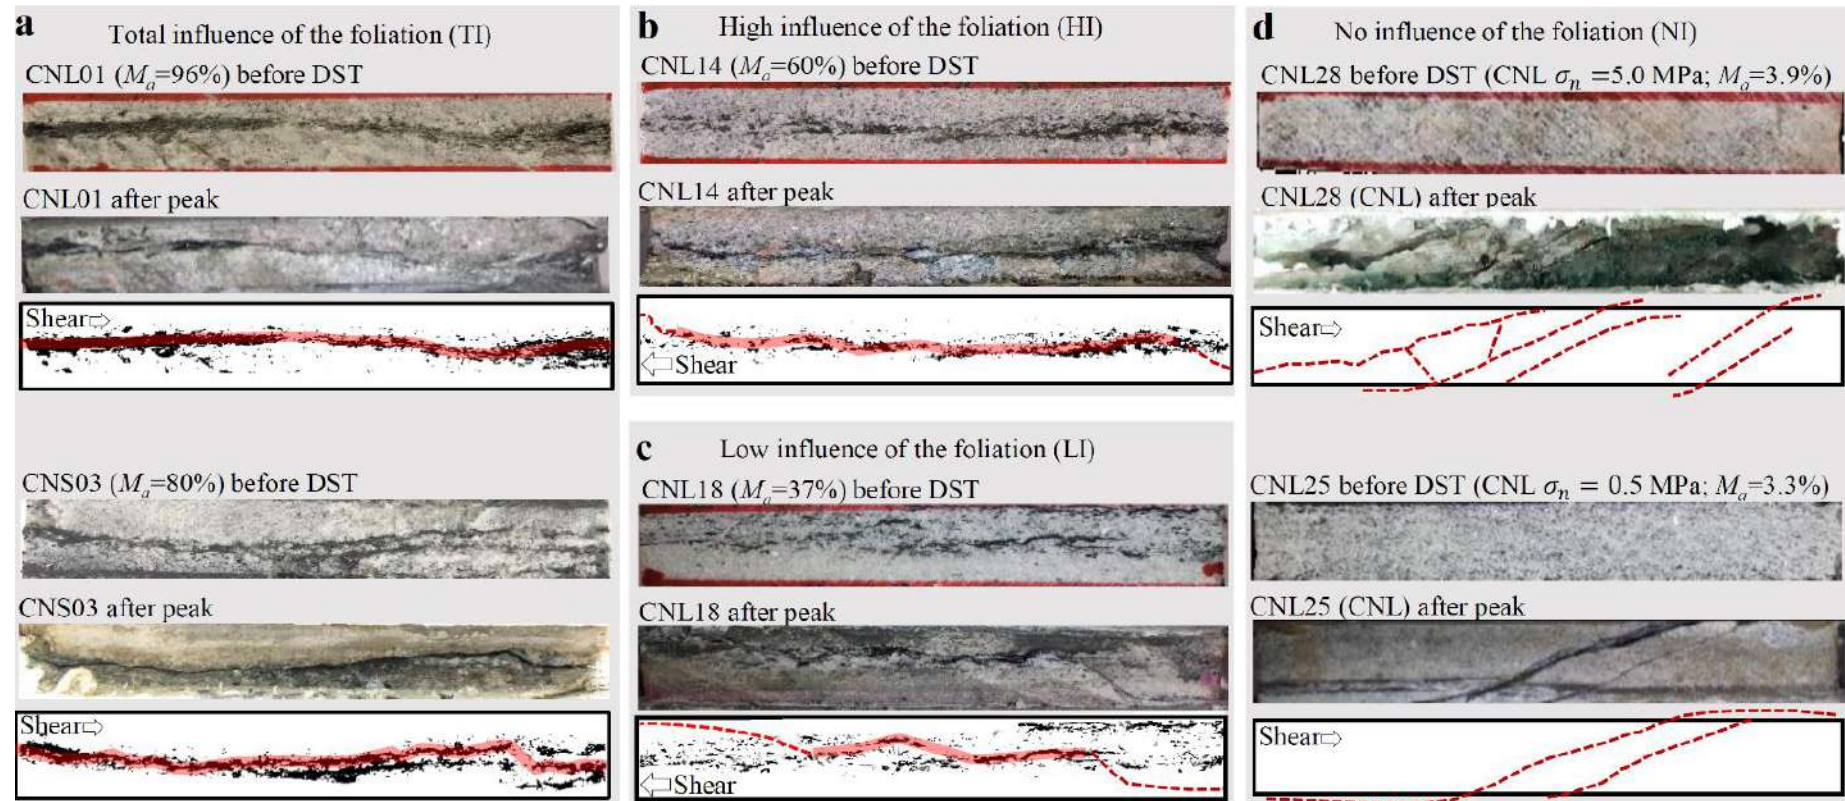 a
Total influence of the foliation (TI)
CNL01 (Mₐ=96%) before DST
CNL01 after peak
Shear⇨
CNS03 (Mₐ=80%) before DST
CNS03 after peak
Shear⇨
b
High influence of the foliation (HI)
CNL14 (Mₐ=60%) before DST
CNL14 after peak
⇦Shear
c
Low influence of the foliation (LI)
CNL18 (Mₐ=37%) before DST
CNL18 after peak
⇦Shear
d
No influence of the foliation (NI)
CNL28 before DST (CNL σₙ =5.0 MPa; Mₐ=3.9%)
CNL28 (CNL) after peak
Shear⇨
CNL25 before DST (CNL σₙ = 0.5 MPa; Mₐ=3.3%)
CNL25 (CNL) after peak
Shear⇨